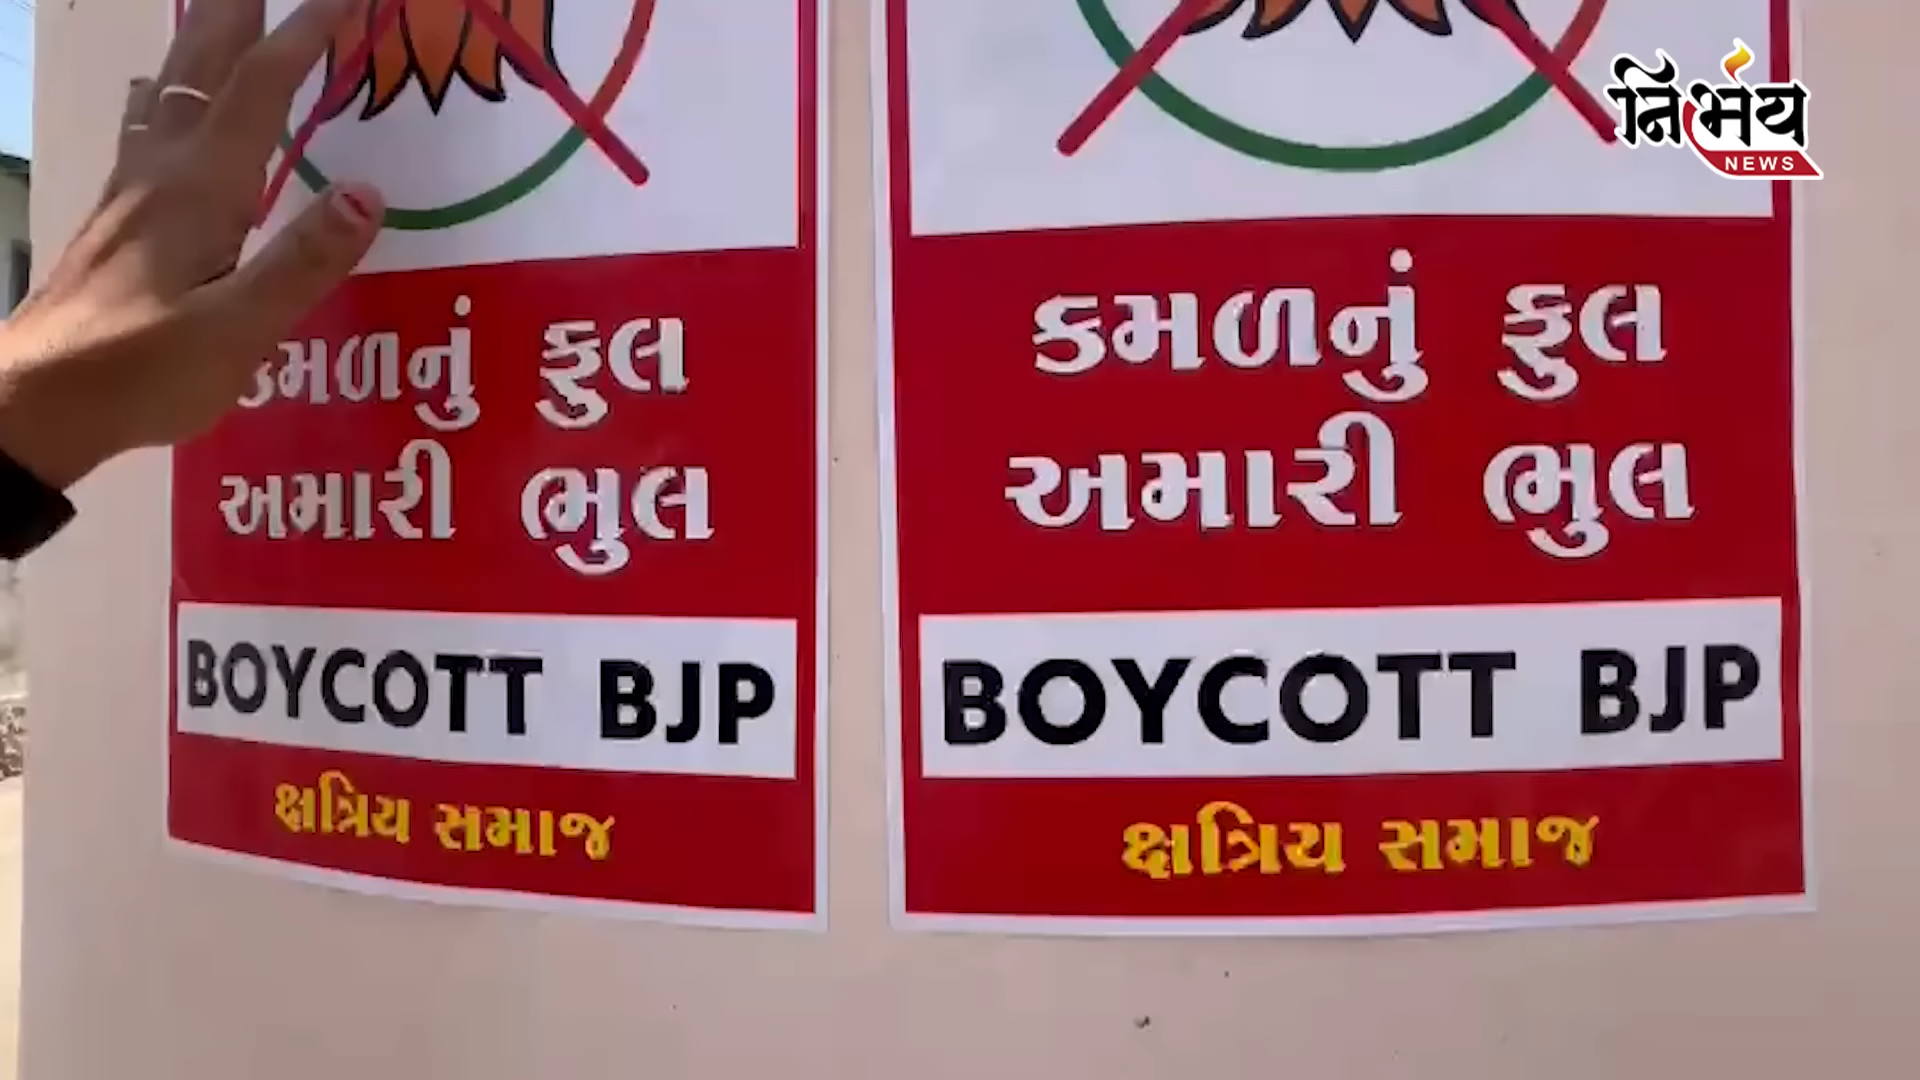 નિર્ભય
NEWS
કમળનું ફુલ
અમારી ભુલ
BOYCOTT BJP
ક્ષત્રિય સમાજ
કમળનું ફુલ
અમારી ભુલ
BOYCOTT BJP
ક્ષત્રિય સમાજ